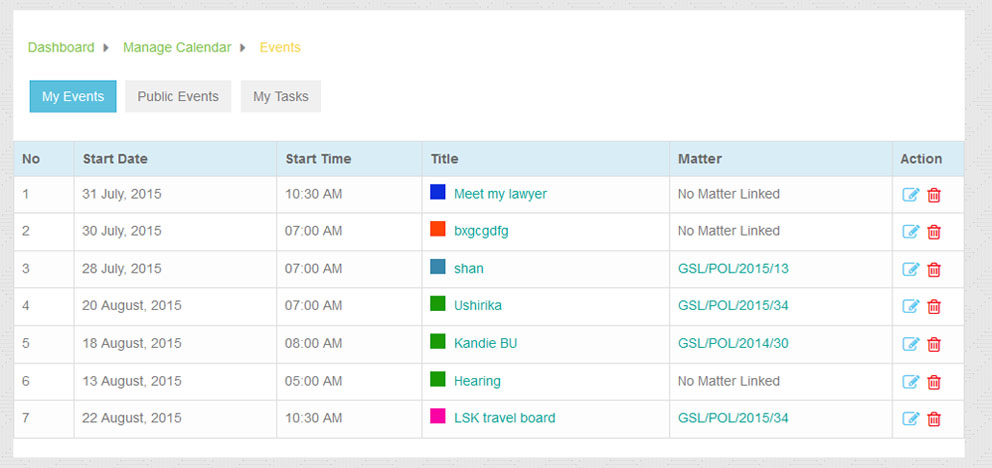 Dashboard Manage Calendar Events
My Events Public Events My Tasks
No Start Date Start Time Title Matter Action
1 31 July, 2015 10:30 AM Meet my lawyer No Matter Linked
2 30 July, 2015 07:00 AM bxgcgdfg No Matter Linked
3 28 July, 2015 07:00 AM shan GSL/POL/2015/13
4 20 August, 2015 07:00 AM Ushirika GSL/POL/2015/34
5 18 August, 2015 08:00 AM Kandie BU GSL/POL/2014/30
6 13 August, 2015 05:00 AM Hearing No Matter Linked
7 22 August, 2015 10:30 AM LSK travel board GSL/POL/2015/34